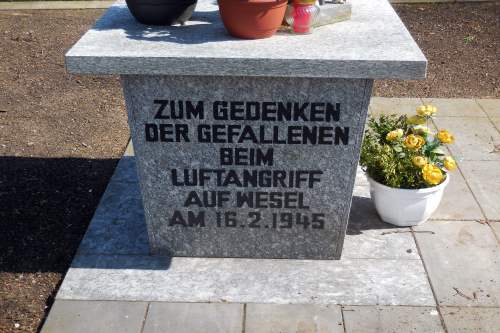 ZUM GEDENKEN
DER GEFALLENEN
BEIM
LUFTANGRIFF
AUF WESEL
AM 16.2.1945